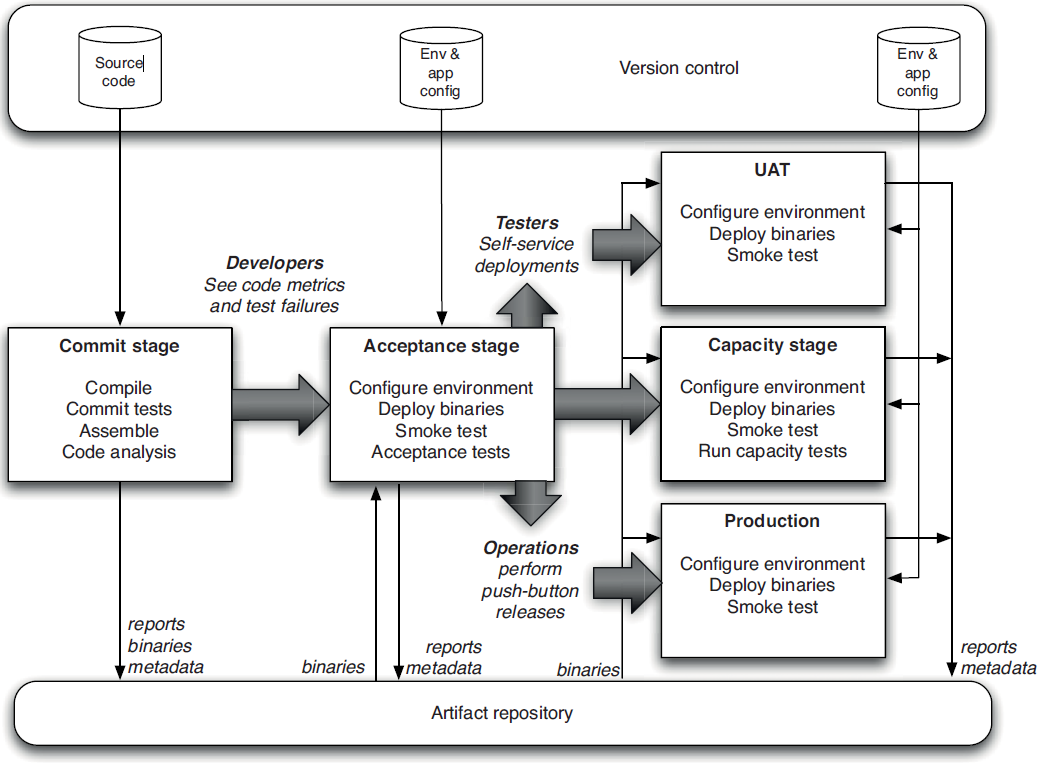 Source
code
Env &
app
config
Version control
Env &
app
config
UAT
Configure environment
Deploy binaries
Smoke test
Testers
Self-service
deployments
Developers
See code metrics
and test failures
Commit stage
Compile
Commit tests
Assemble
Code analysis
Acceptance stage
Configure environment
Deploy binaries
Smoke test
Acceptance tests
Capacity stage
Configure environment
Deploy binaries
Smoke test
Run capacity tests
Operations
perform
push-button
releases
Production
Configure environment
Deploy binaries
Smoke test
reports
binaries
metadata
binaries
reports
metadata
binaries
reports
metadata
Artifact repository